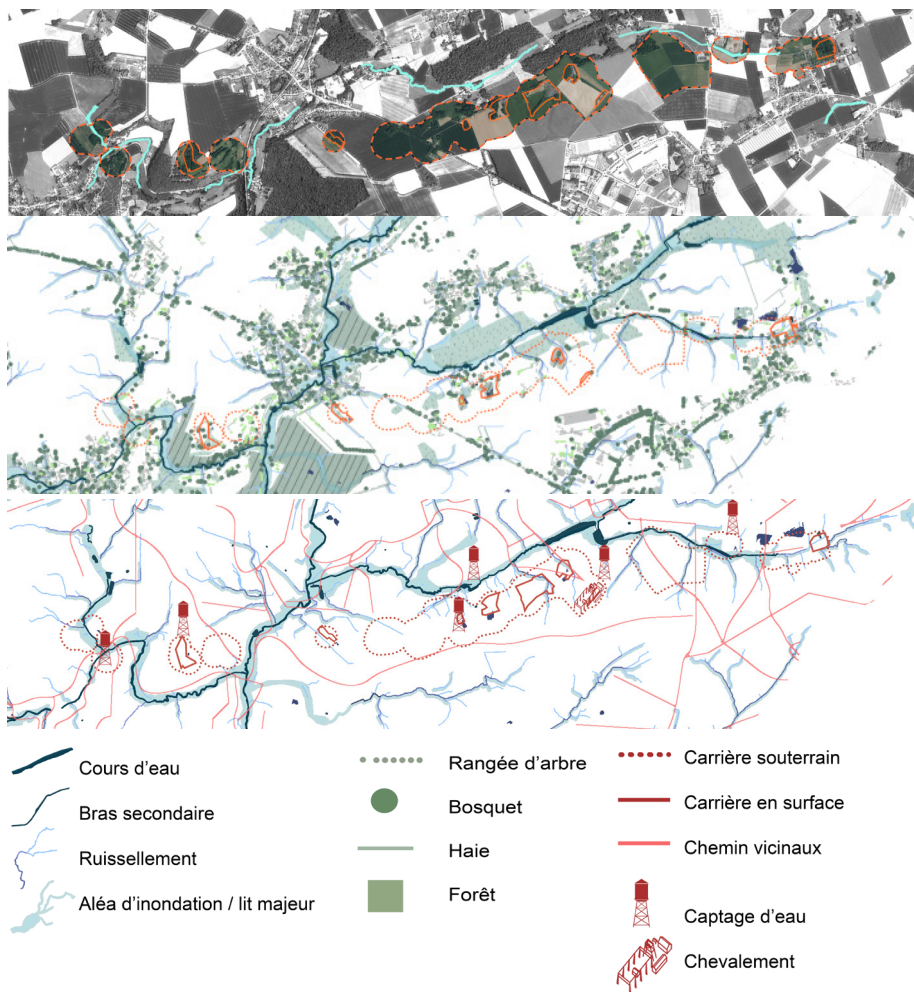 Cours d'eau
Bras secondaire
Ruissellement
Aléa d'inondation / lit majeur
Rangée d'arbre
Bosquet
Haie
Forêt
Carrière souterrain
Carrière en surface
Chemin vicinaux
Captage d'eau
Chevalement